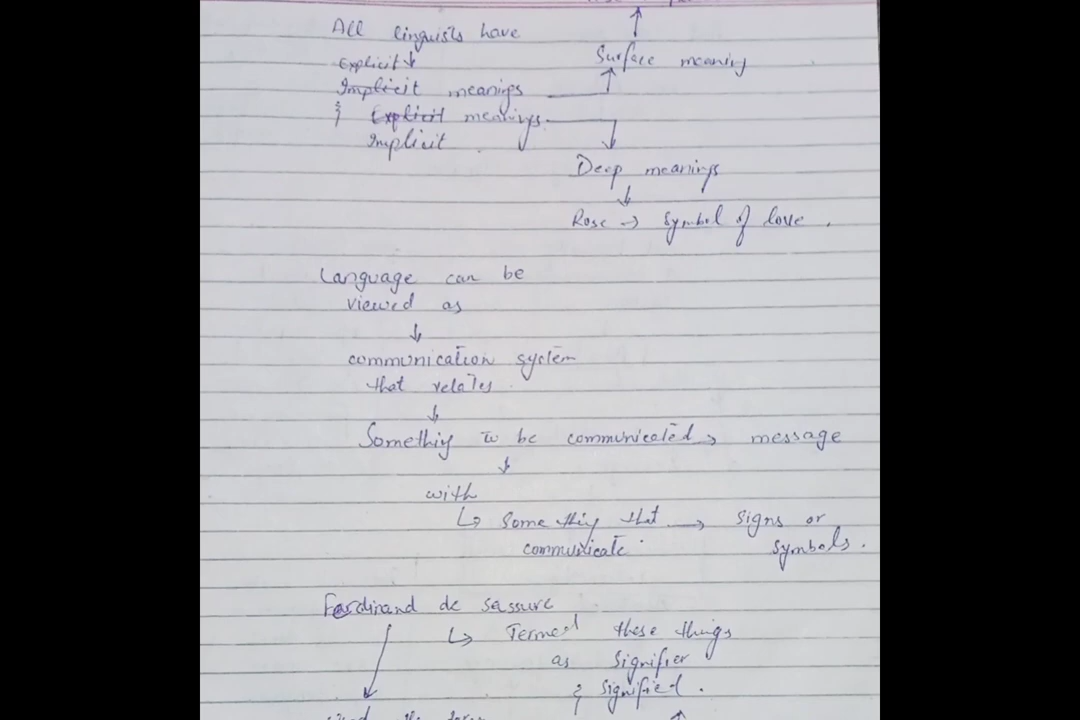 All linguists have
Surface meaning
Explicit ↓
Implicit meanings
& Explicit meanings.
Implicit
Deep meanings
↓
Rose → Symbol of love.
Language can be
viewed as
↓
communication system
that relates
↓
Something to be communicated → message
↓
with
↳ Something that → signs or
communicate symbols.
Ferdinand de Sassure
↳ Termed these things
as signifier
& signified.